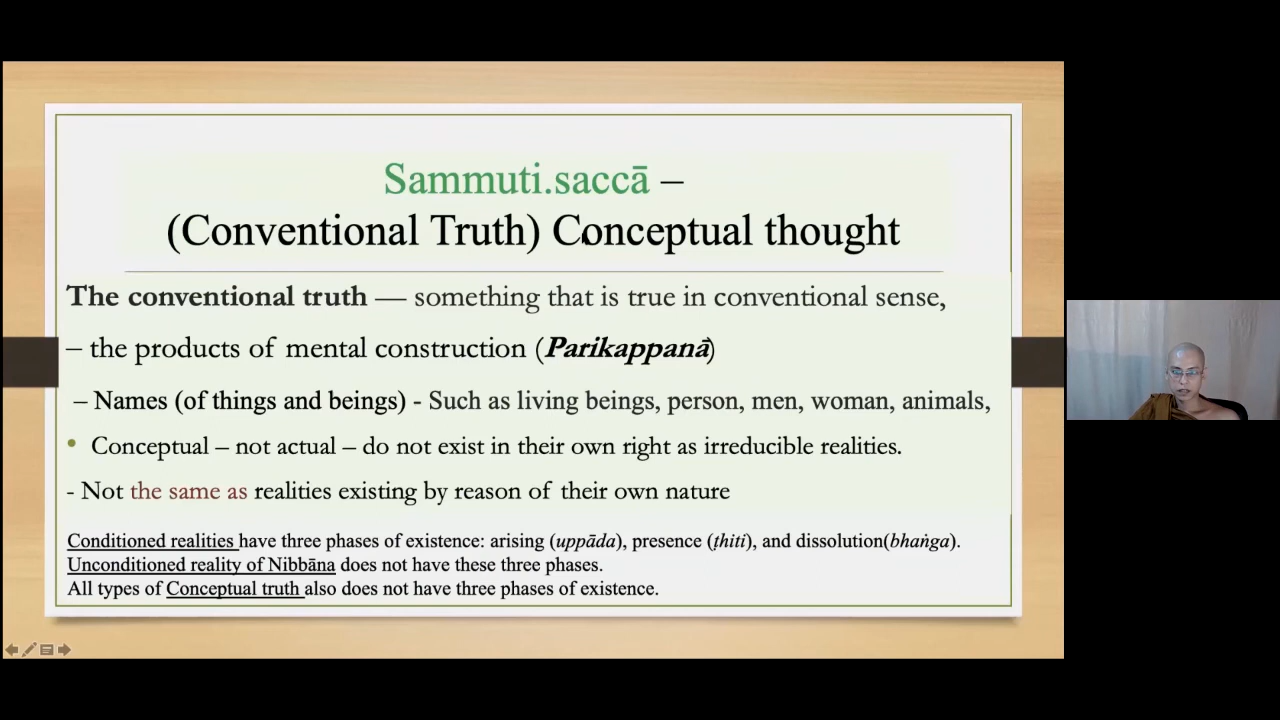 Sammuti.saccā –
(Conventional Truth) Conceptual thought
The conventional truth — something that is true in conventional sense,
– the products of mental construction (Parikappanā)
– Names (of things and beings) - Such as living beings, person, men, woman, animals,
• Conceptual – not actual – do not exist in their own right as irreducible realities.
- Not the same as realities existing by reason of their own nature
Conditioned realities have three phases of existence: arising (uppāda), presence (ṭhiti), and dissolution(bhaṅga).
Unconditioned reality of Nibbāna does not have these three phases.
All types of Conceptual truth also does not have three phases of existence.